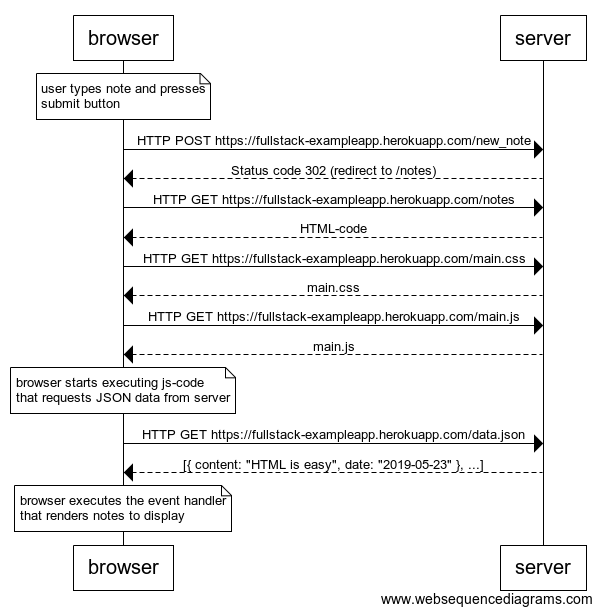 browser
server
user types note and presses
submit button
HTTP POST https://fullstack-exampleapp.herokuapp.com/new_note
Status code 302 (redirect to /notes)
HTTP GET https://fullstack-exampleapp.herokuapp.com/notes
HTML-code
HTTP GET https://fullstack-exampleapp.herokuapp.com/main.css
main.css
HTTP GET https://fullstack-exampleapp.herokuapp.com/main.js
main.js
browser starts executing js-code
that requests JSON data from server
HTTP GET https://fullstack-exampleapp.herokuapp.com/data.json
[{ content: "HTML is easy", date: "2019-05-23" }, ...]
browser executes the event handler
that renders notes to display
browser
server
www.websequencediagrams.com